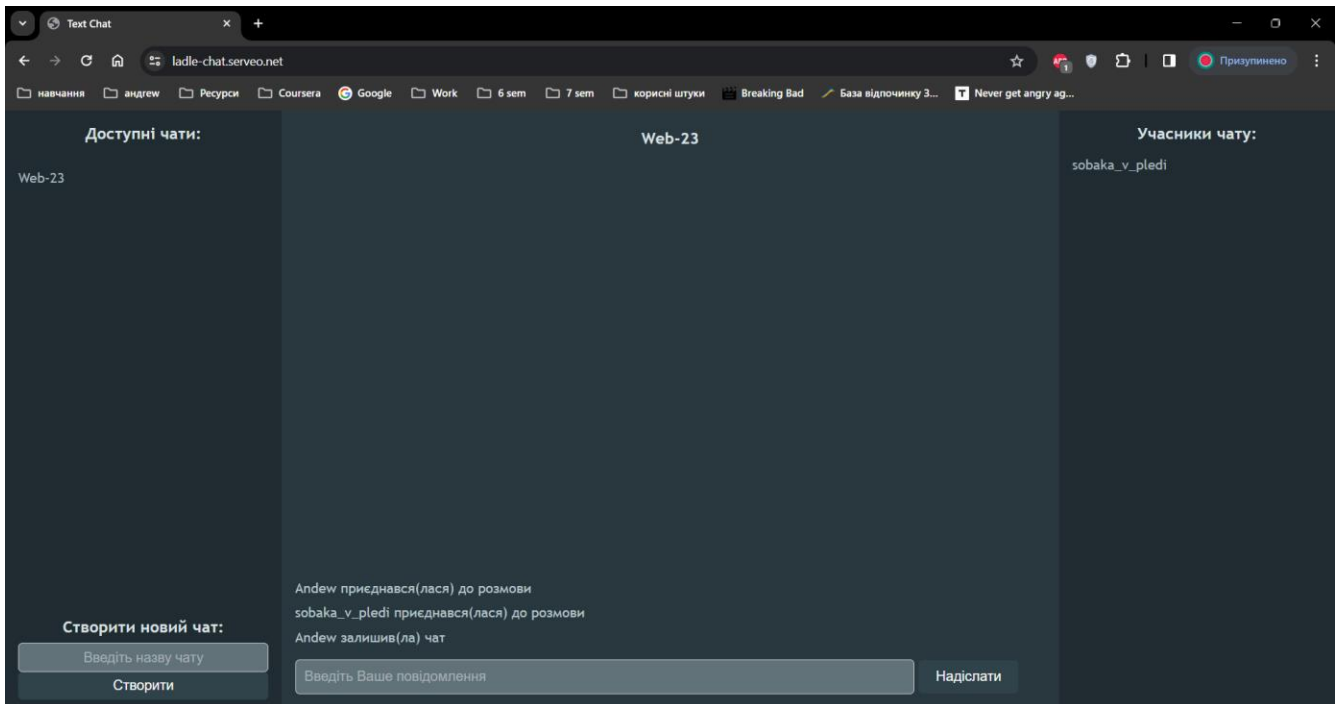 Text Chat
ladle-chat.serveo.net
1
Призупинено
навчання андrew Ресурси Coursera Google Work 6 sem 7 sem корисні штуки Breaking Bad База відпочинку З... Never get angry ag...
Доступні чати:
Web-23
Створити новий чат:
Введіть назву чату
Створити
Web-23
Andew приєднався(лася) до розмови
sobaka_v_pledi приєднався(лася) до розмови
Andew залишив(ла) чат
Введіть Ваше повідомлення
Надіслати
Учасники чату:
sobaka_v_pledi